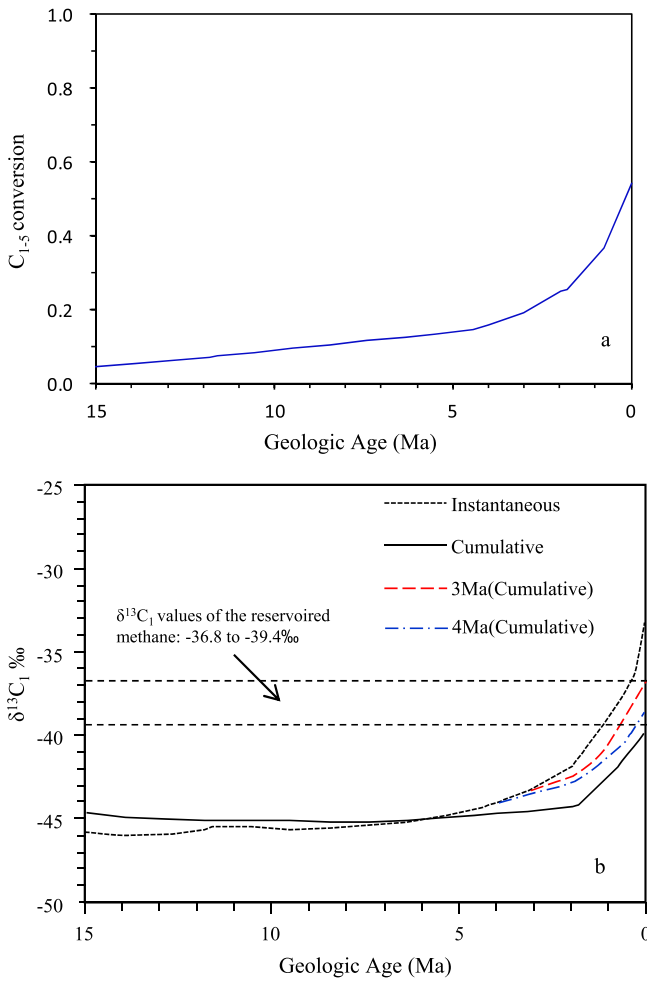 1.0
0.8
0.6
0.4
0.2
0.0
C1-5 conversion
a
15
10
5
0
Geologic Age (Ma)
-25
-30
-35
-40
-45
-50
δ13C1 ‰
Instantaneous
Cumulative
3Ma(Cumulative)
4Ma(Cumulative)
δ13C1 values of the reservoired
methane: -36.8 to -39.4‰
b
15
10
5
0
Geologic Age (Ma)